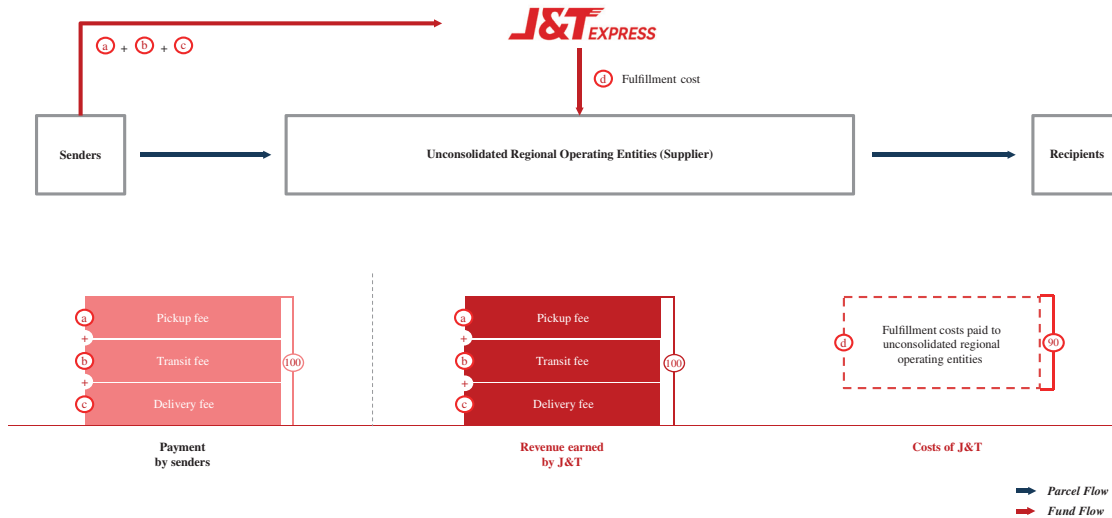 J&T EXPRESS
a + b + c
d Fulfillment cost
Senders
Unconsolidated Regional Operating Entities (Supplier)
Recipients
a Pickup fee
+
b Transit fee
+
c Delivery fee
100
Payment
by senders
a Pickup fee
+
b Transit fee
+
c Delivery fee
100
Revenue earned
by J&T
d
Fulfillment costs paid to
unconsolidated regional
operating entities
90
Costs of J&T
Parcel Flow
Fund Flow